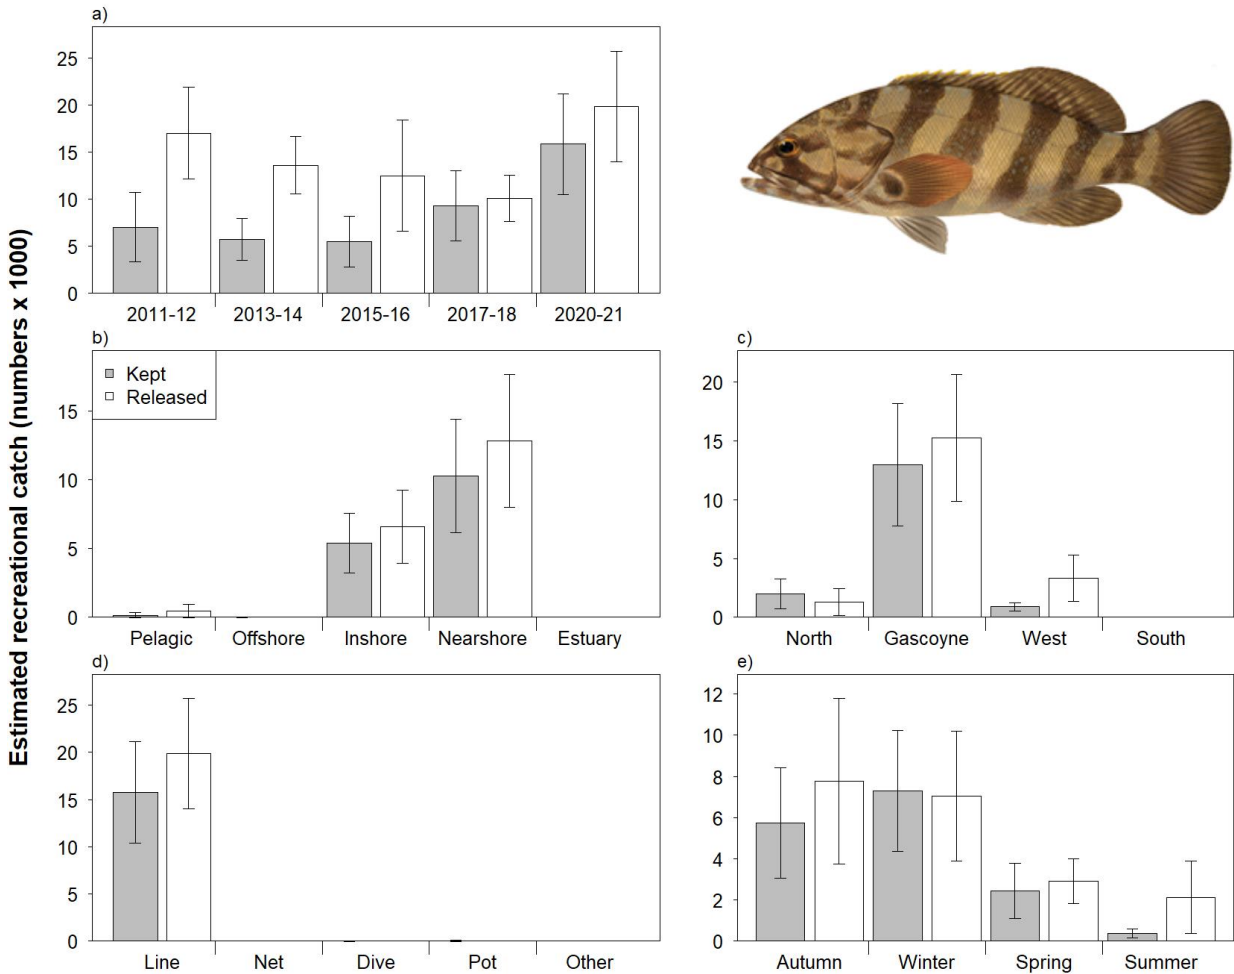 Estimated recreational catch (numbers x 1000)
a)
25
20
15
10
5
0
2011-12 2013-14 2015-16 2017-18 2020-21
b)
Kept
Released
15
10
5
0
Pelagic Offshore Inshore Nearshore Estuary
c)
20
15
10
5
0
North Gascoyne West South
d)
25
20
15
10
5
0
Line Net Dive Pot Other
e)
12
10
8
6
4
2
0
Autumn Winter Spring Summer